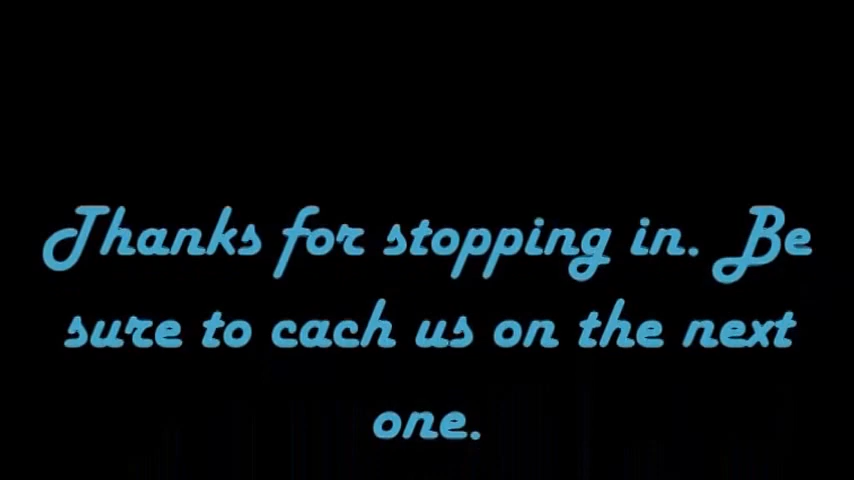 Thanks for stopping in. Be
sure to cach us on the next
one.